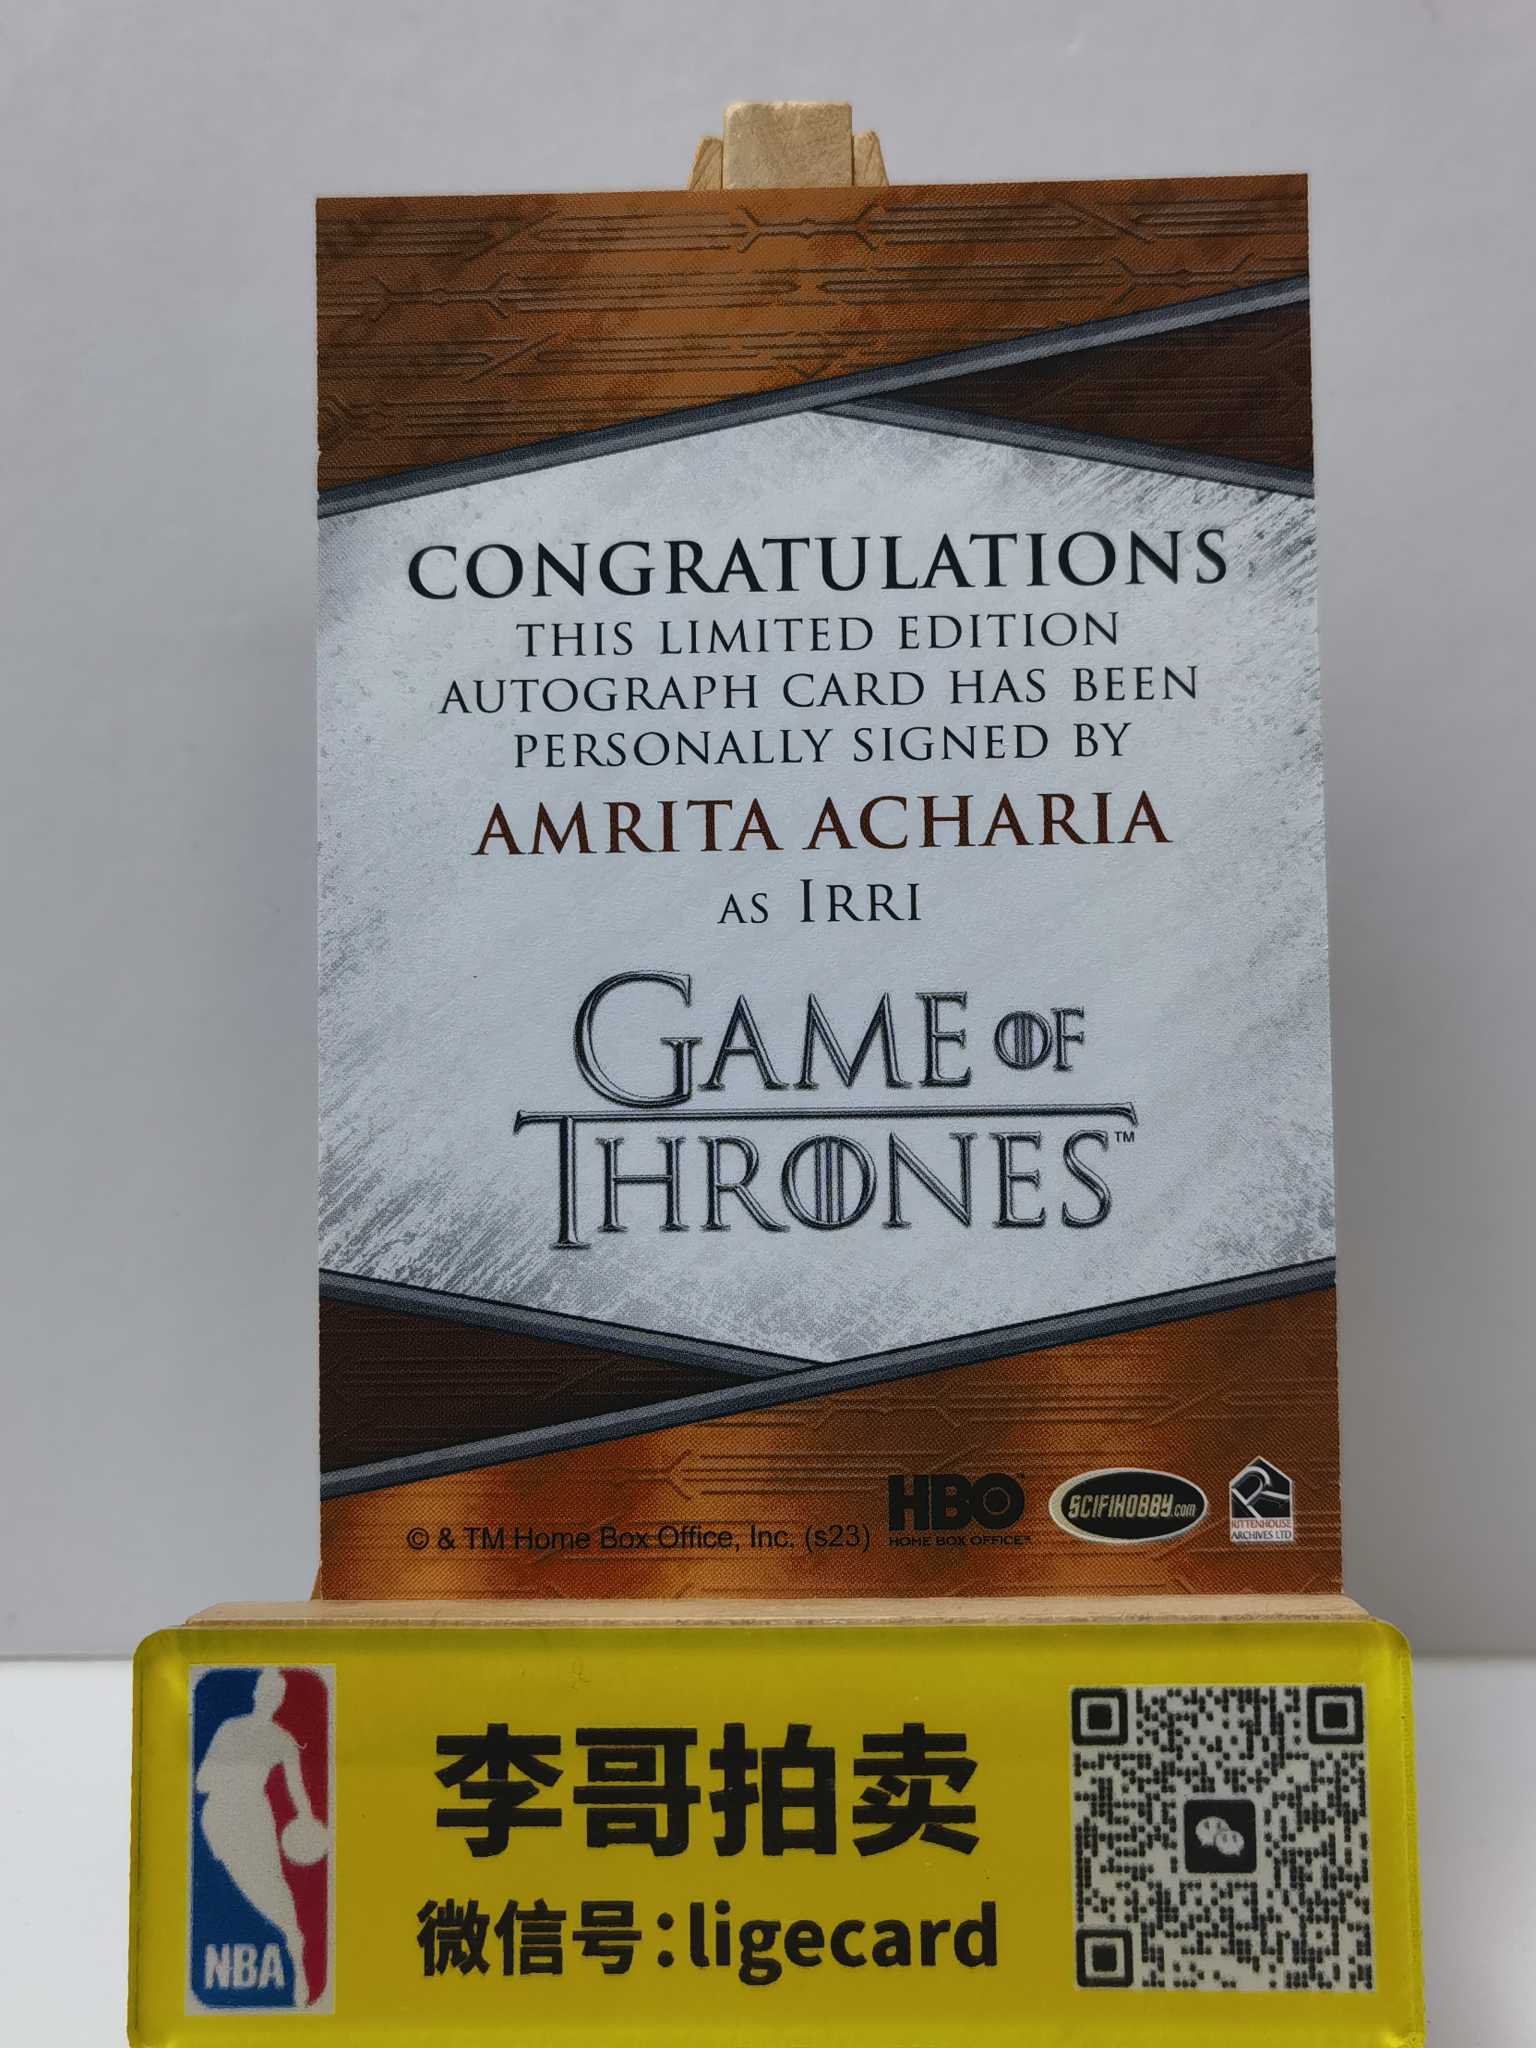 CONGRATULATIONS
THIS LIMITED EDITION
AUTOGRAPH CARD HAS BEEN
PERSONALLY SIGNED BY
AMRITA ACHARIA
AS IRRI
GAME OF
THRONES™
© & TM Home Box Office, Inc. (s23)
HBO™
HOME BOX OFFICE®
SCIFIHOBBY.COM
RITTENHOUSE
ARCHIVES LTD
NBA
李哥拍卖
微信号:ligecard